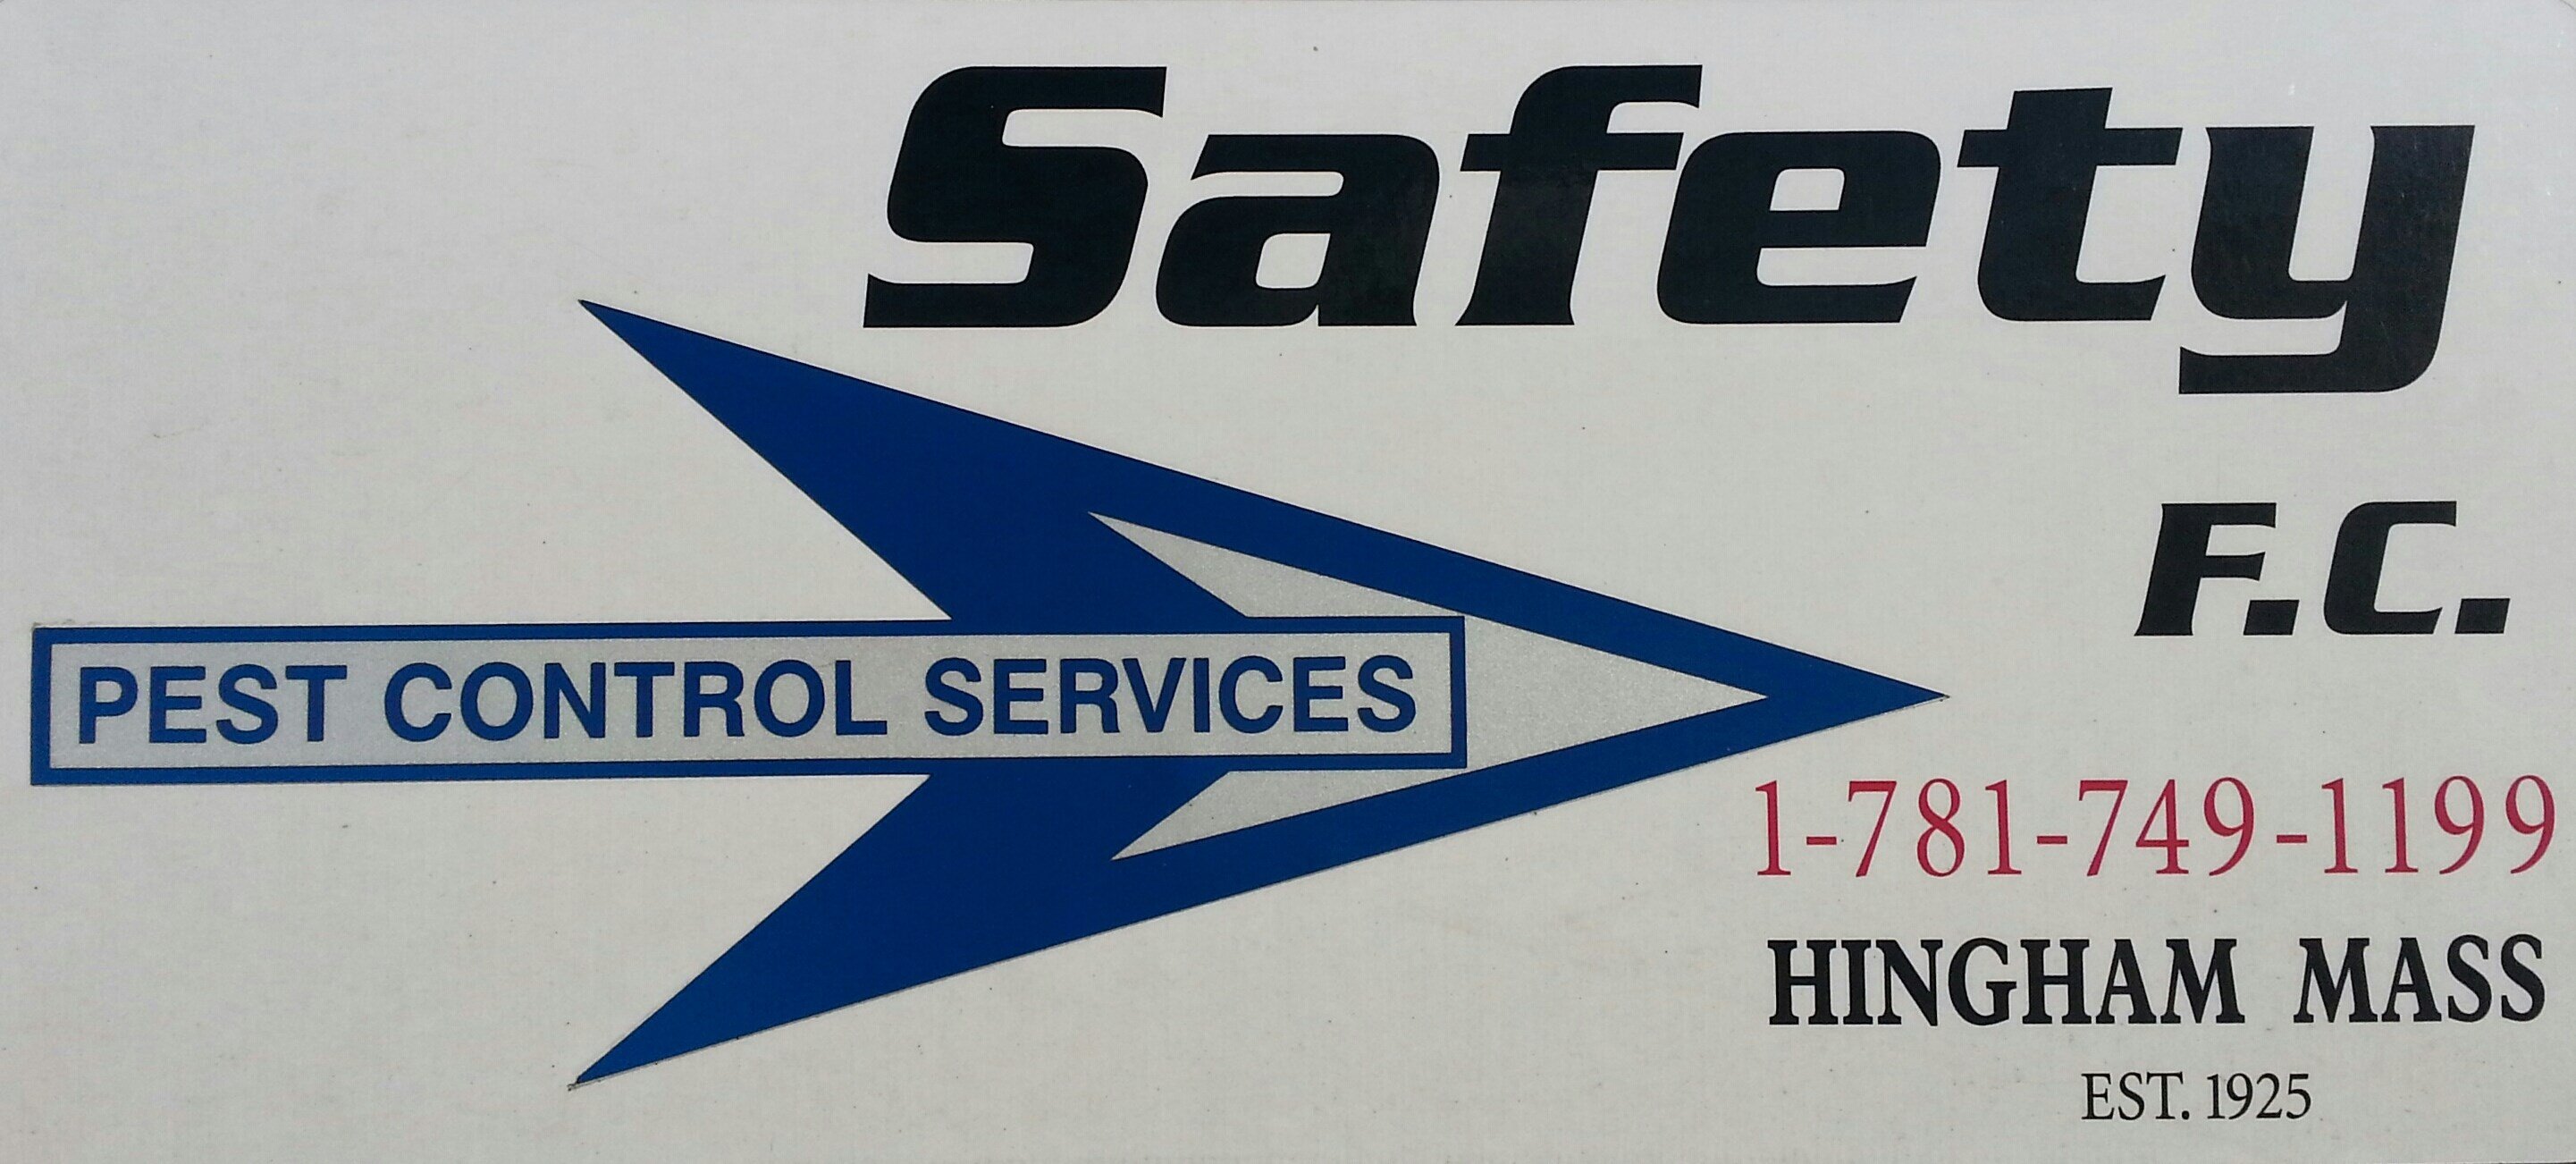 Safety
F.C.
PEST CONTROL SERVICES
1-781-749-1199
HINGHAM MASS
EST. 1925